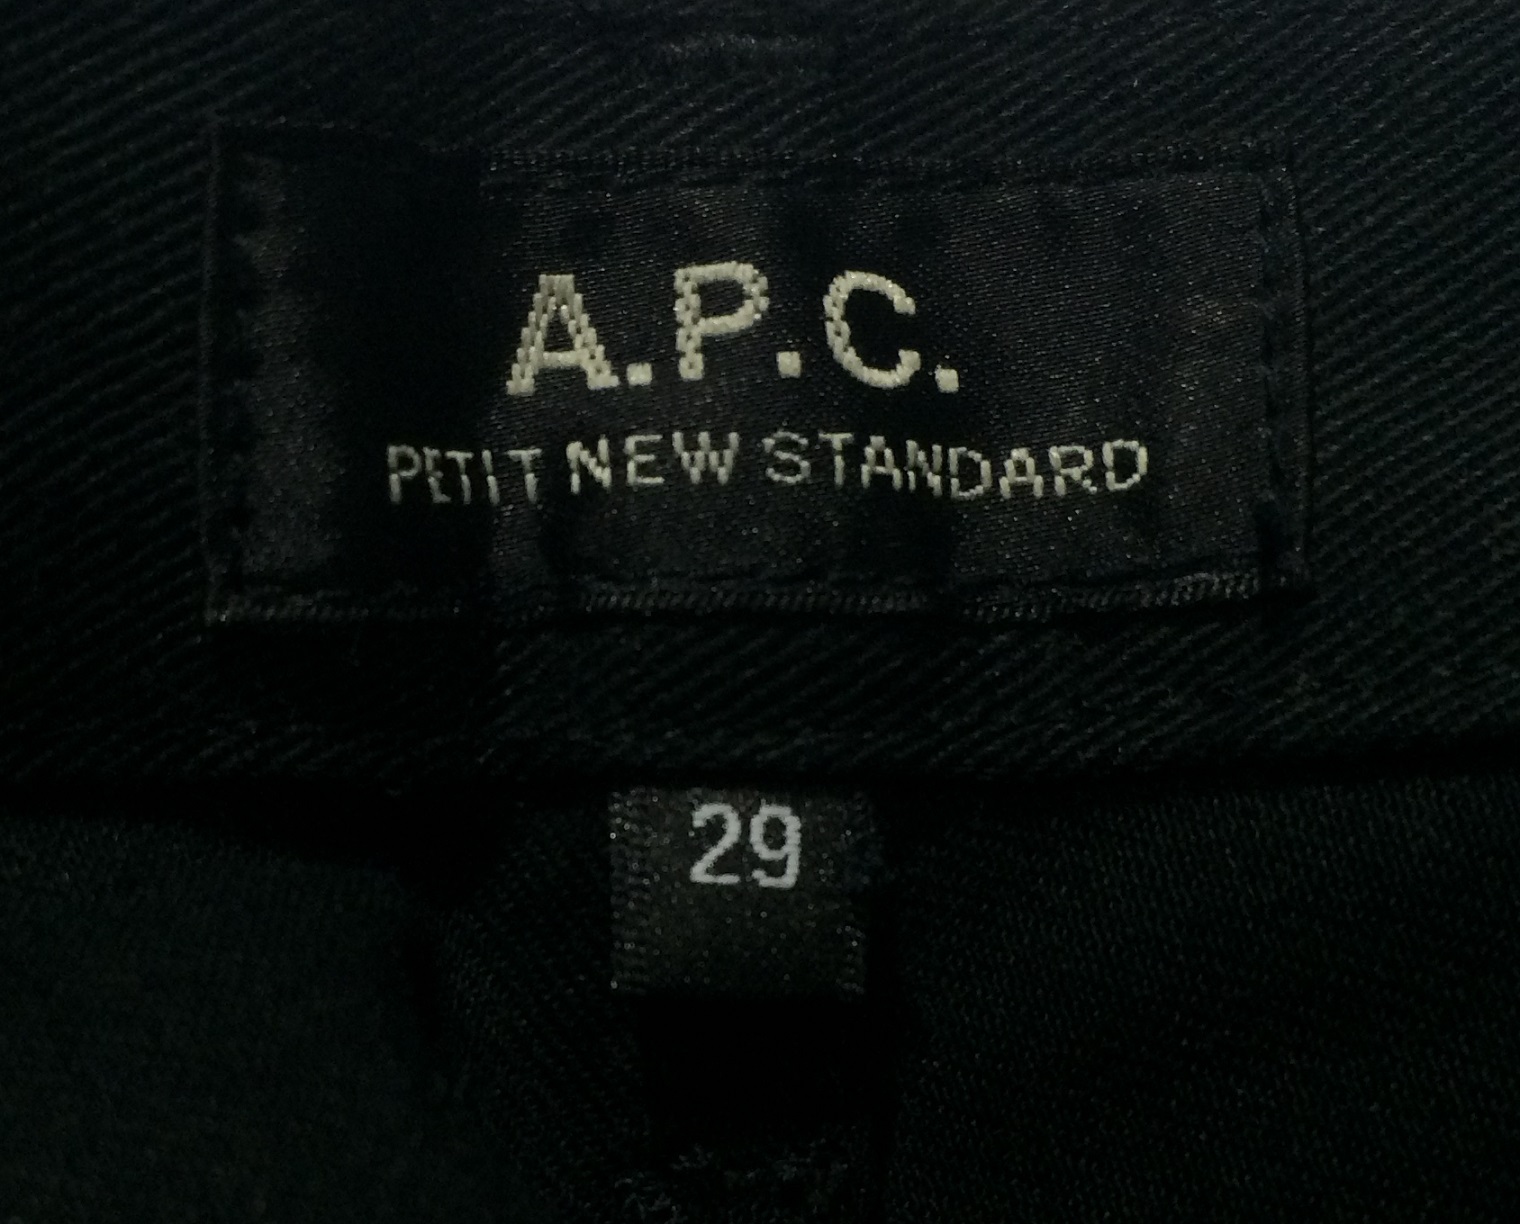 A.P.C.
PETIT NEW STANDARD
29